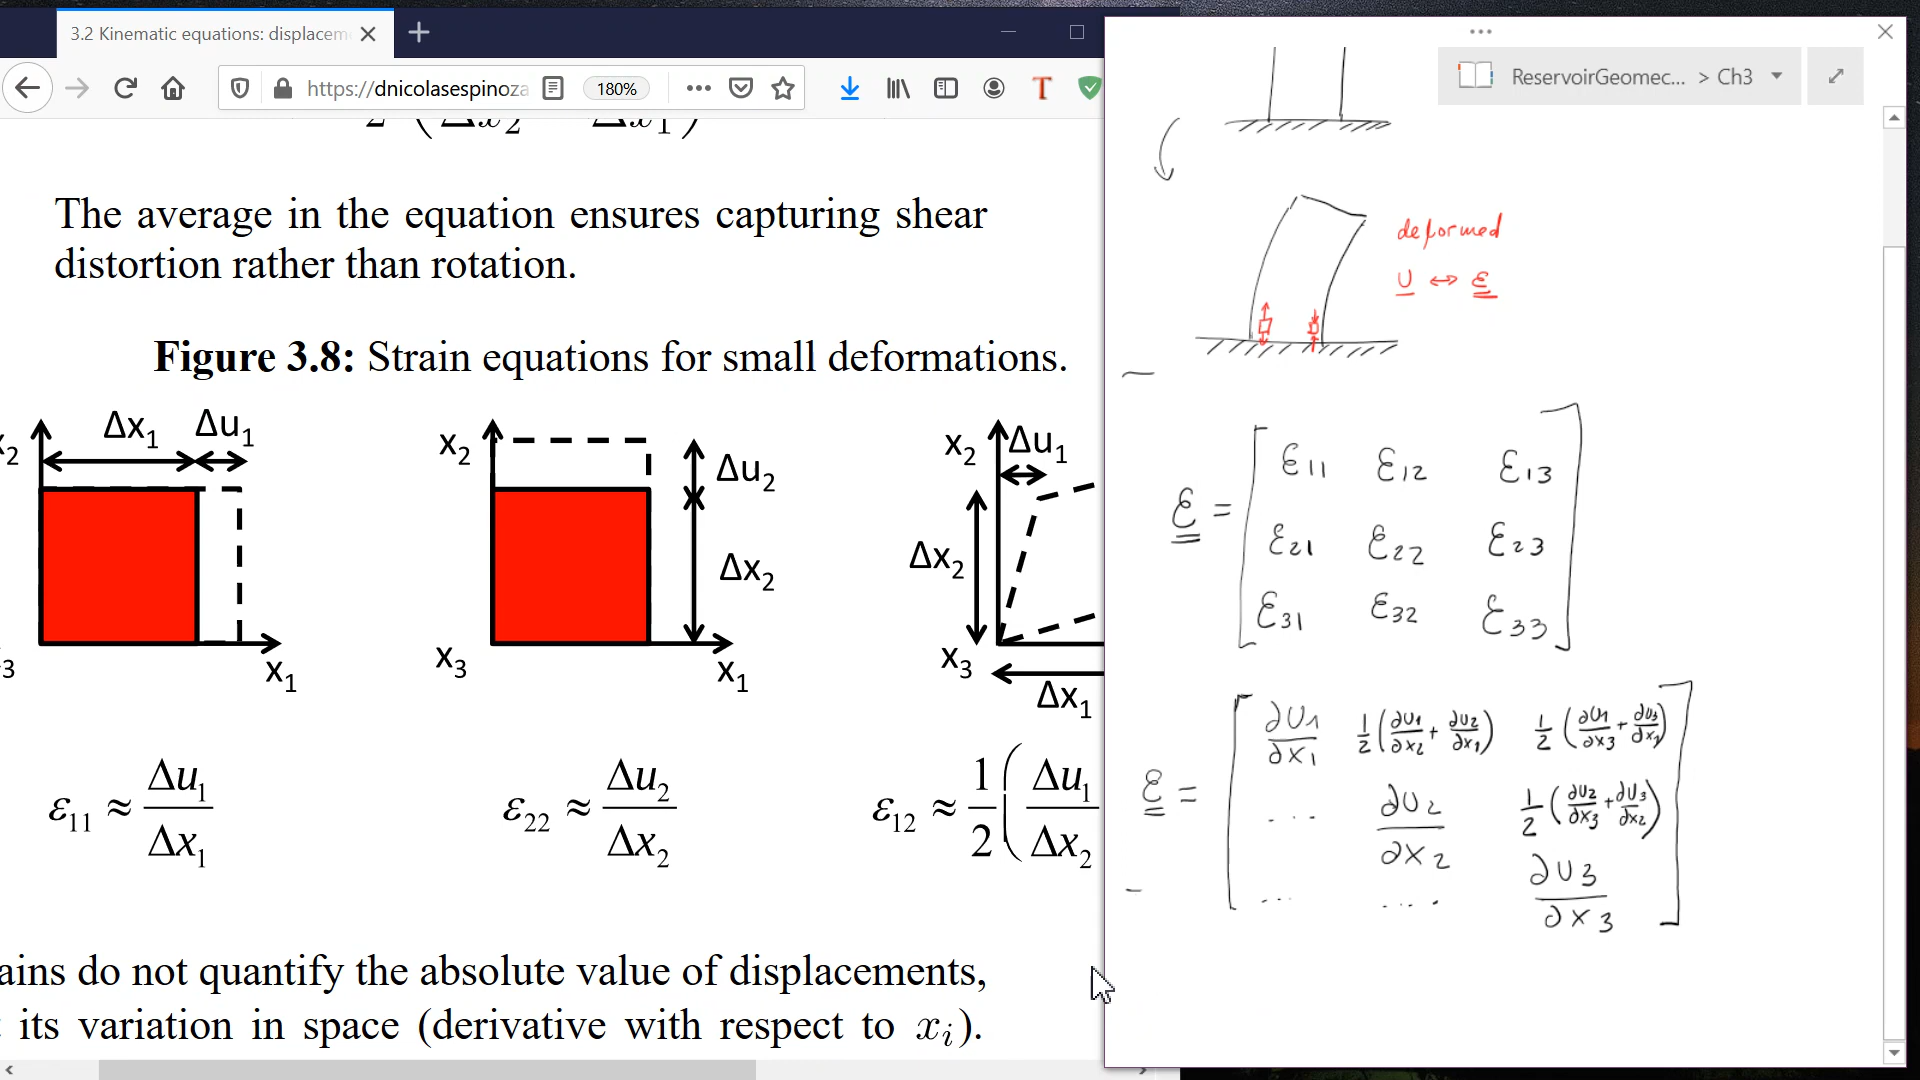 3.2 Kinematic equations: displacem
https://dnicolasespinoza
180%
2 ( Δx2 Δx1 )
The average in the equation ensures capturing shear
distortion rather than rotation.
Figure 3.8: Strain equations for small deformations.
x2 Δx1 Δu1
x1
3
x2 Δu2
Δx2
x3 x1
x2 Δu1
Δx2
x3
Δx1
ε11 ≈ Δu1/Δx1
ε22 ≈ Δu2/Δx2
ε12 ≈ 1/2 ( Δu1/Δx2
ains do not quantify the absolute value of displacements,
its variation in space (derivative with respect to xi).
ReservoirGeomec... > Ch3
deformed
u ↔ ε
ε = [ ε11 ε12 ε13
ε21 ε22 ε23
ε31 ε32 ε33 ]
ε = [ ∂u1/∂x1 1/2 (∂u1/∂x2 + ∂u2/∂x1) 1/2 (∂u1/∂x3 + ∂u3/∂x1)
... ∂u2/∂x2 1/2 (∂u2/∂x3 + ∂u3/∂x2)
... .... ∂u3/∂x3 ]